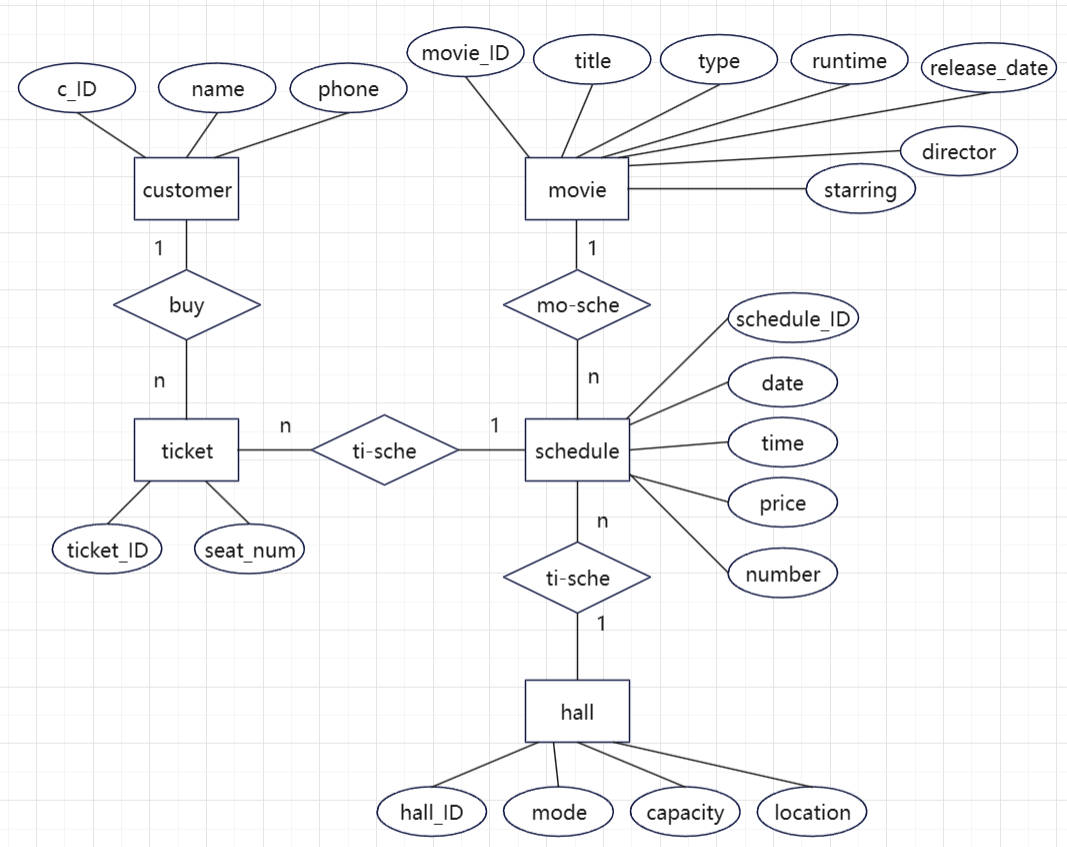 movie_ID
title
type
runtime
release_date
c_ID
name
phone
director
customer
movie
starring
1
1
buy
mo-sche
schedule_ID
n
n
date
n
1
time
ticket
ti-sche
schedule
price
n
ticket_ID
seat_num
ti-sche
number
1
hall
hall_ID
mode
capacity
location